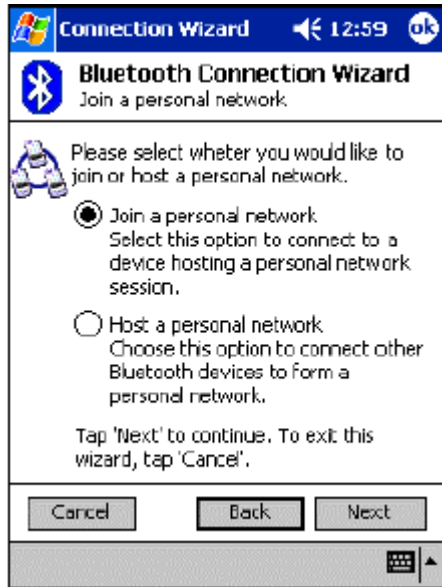 Connection Wizard 12:59 ok
Bluetooth Connection Wizard
Join a personal network
Please select wheter you would like to
join or host a personal network.
Join a personal network
Select this option to connect to a
device hosting a personal network
session.
Host a personal network
Choose this option to connect other
Bluetooth devices to form a
personal network.
Tap 'Next' to continue. To exit this
wizard, tap 'Cancel'.
Cancel Back Next